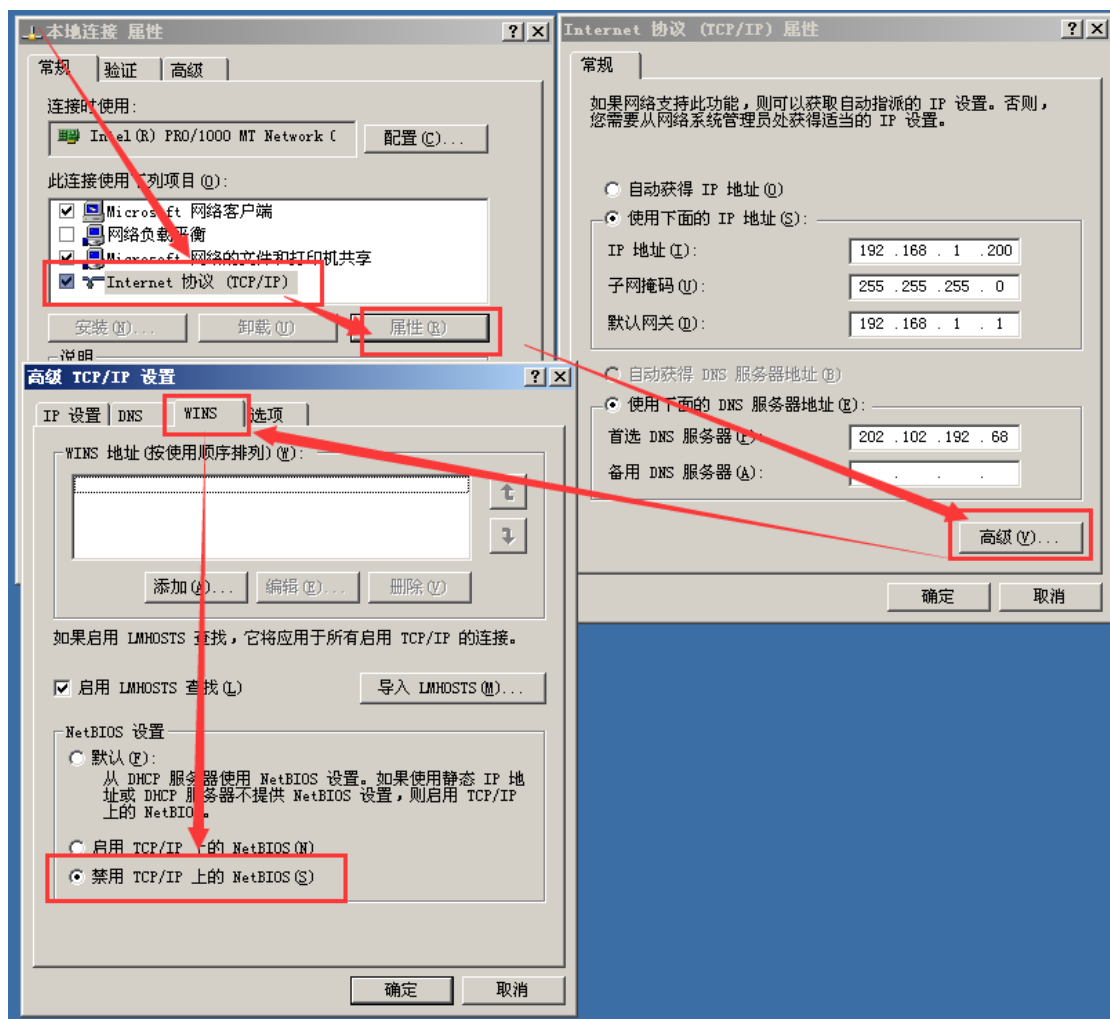 本地连接 属性
常规
验证
高级
连接时使用:
Intel(R) PRO/1000 MT Network C
配置(C)...
此连接使用下列项目(O):
Microsoft 网络客户端
网络负载平衡
Microsoft 网络的文件和打印机共享
Internet 协议 (TCP/IP)
安装(N)...
卸载(U)
属性(R)
说明
Internet 协议 (TCP/IP) 属性
常规
如果网络支持此功能,则可以获取自动指派的 IP 设置。否则,
您需要从网络系统管理员处获得适当的 IP 设置。
自动获得 IP 地址(O)
使用下面的 IP 地址(S):
IP 地址(I):
192 .168 . 1 .200
子网掩码(U):
255 .255 .255 . 0
默认网关(D):
192 .168 . 1 . 1
自动获得 DNS 服务器地址(B)
使用下面的 DNS 服务器地址(E):
首选 DNS 服务器(P):
202 .102 .192 . 68
备用 DNS 服务器(A):
. . .
高级(V)...
确定
取消
高级 TCP/IP 设置
IP 设置
DNS
WINS
选项
WINS 地址(按使用顺序排列)(W):
添加(A)...
编辑(E)...
删除(V)
如果启用 LMHOSTS 查找,它将应用于所有启用 TCP/IP 的连接。
启用 LMHOSTS 查找(L)
导入 LMHOSTS(M)...
NetBIOS 设置
默认(F):
从 DHCP 服务器使用 NetBIOS 设置。如果使用静态 IP 地
址或 DHCP 服务器不提供 NetBIOS 设置,则启用 TCP/IP
上的 NetBIOS。
启用 TCP/IP 上的 NetBIOS(N)
禁用 TCP/IP 上的 NetBIOS(S)
确定
取消